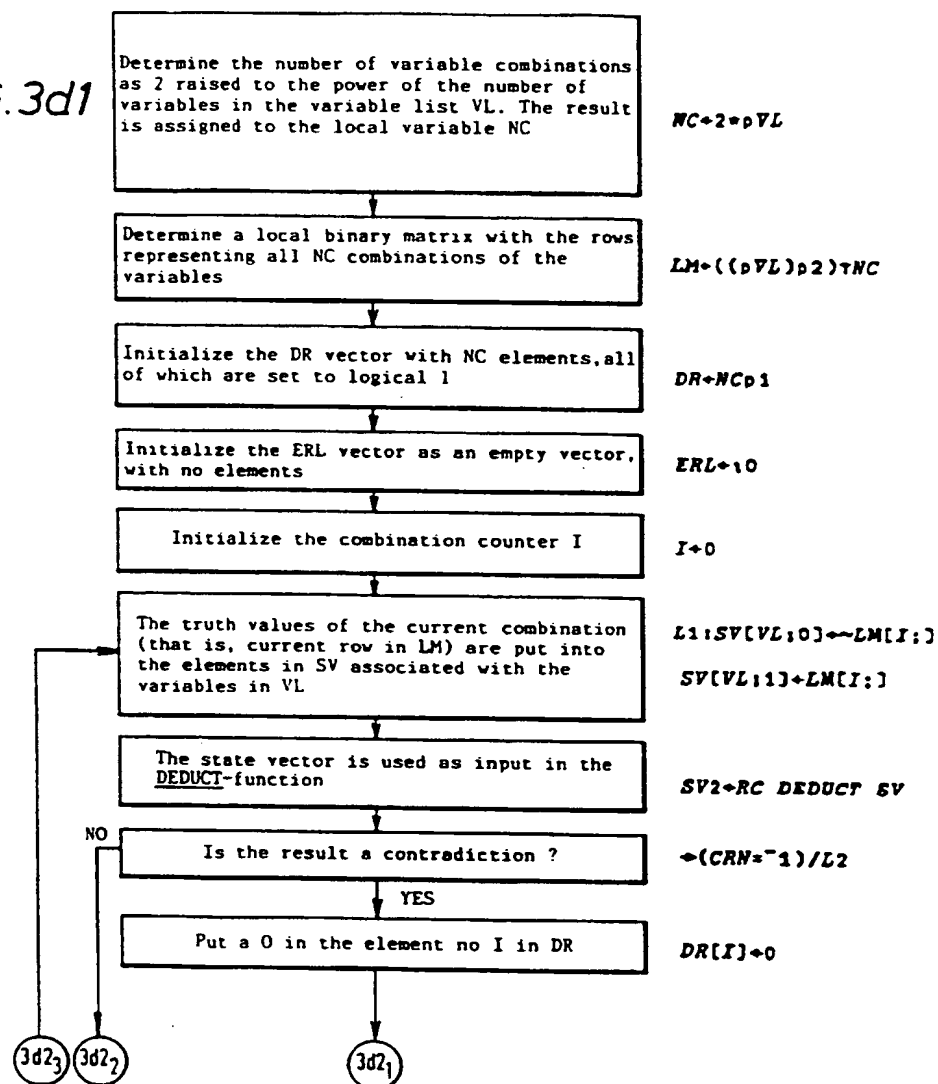 .3d1
Determine the number of variable combinations
as 2 raised to the power of the number of
variables in the variable list VL. The result
is assigned to the local variable NC
NC←2*ρVL
Determine a local binary matrix with the rows
representing all NC combinations of the
variables
LM←((ρVL)ρ2)⊤NC
Initialize the DR vector with NC elements,all
of which are set to logical 1
DR←NCρ1
Initialize the ERL vector as an empty vector,
with no elements
ERL←⍳0
Initialize the combination counter I
I←0
The truth values of the current combination
(that is, current row in LM) are put into
the elements in SV associated with the
variables in VL
L1:SV[VL;0]←~LM[I;]
SV[VL;1]←LM[I;]
The state vector is used as input in the
DEDUCT-function
SV2←RC DEDUCT SV
NO
Is the result a contradiction ?
→(CRN=¯1)/L2
YES
Put a 0 in the element no I in DR
DR[I]←0
3d2₃ 3d2₂ 3d2₁